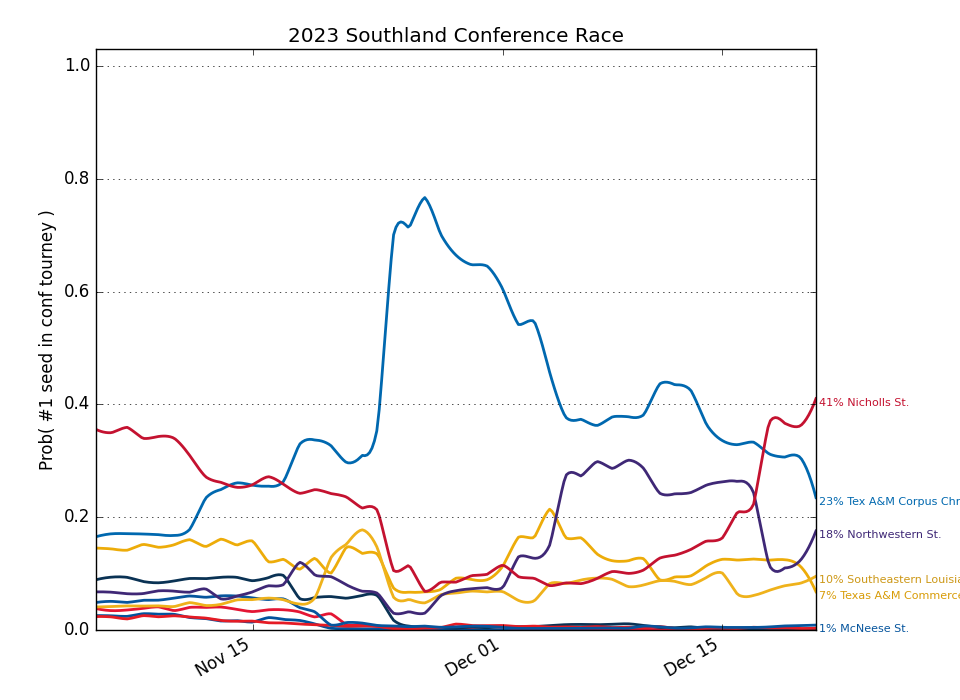 2023 Southland Conference Race
Prob( #1 seed in conf tourney )
1.0
0.8
0.6
0.4
0.2
0.0
Nov 15
Dec 01
Dec 15
41% Nicholls St.
23% Tex A&M Corpus Chr
18% Northwestern St.
10% Southeastern Louisia
7% Texas A&M Commerce
1% McNeese St.